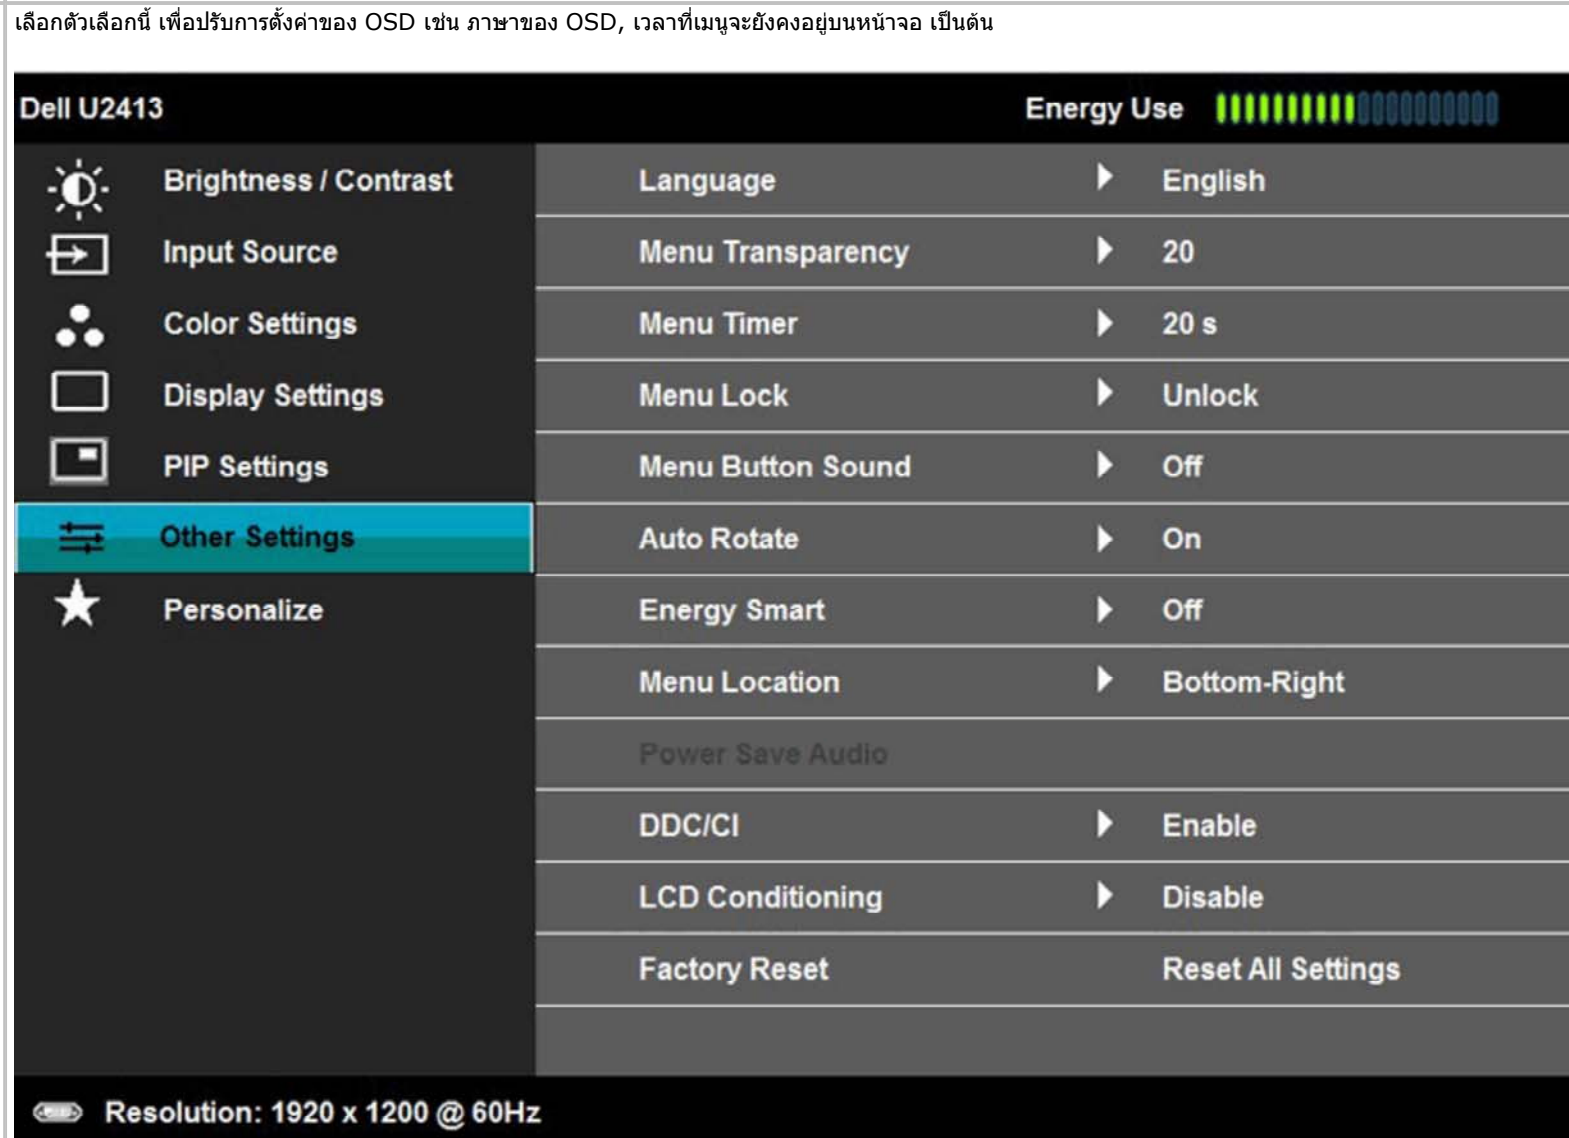 เลือกตัวเลือกนี้ เพื่อปรับการตั้งค่าของ OSD เช่น ภาษาของ OSD, เวลาที่เมนูจะยังคงอยู่บนหน้าจอ เป็นต้น
Dell U2413 Energy Use
Brightness / Contrast Language English
Input Source Menu Transparency 20
Color Settings Menu Timer 20 s
Display Settings Menu Lock Unlock
PIP Settings Menu Button Sound Off
Other Settings Auto Rotate On
Personalize Energy Smart Off
Menu Location Bottom-Right
Power Save Audio
DDC/CI Enable
LCD Conditioning Disable
Factory Reset Reset All Settings
Resolution: 1920 x 1200 @ 60Hz